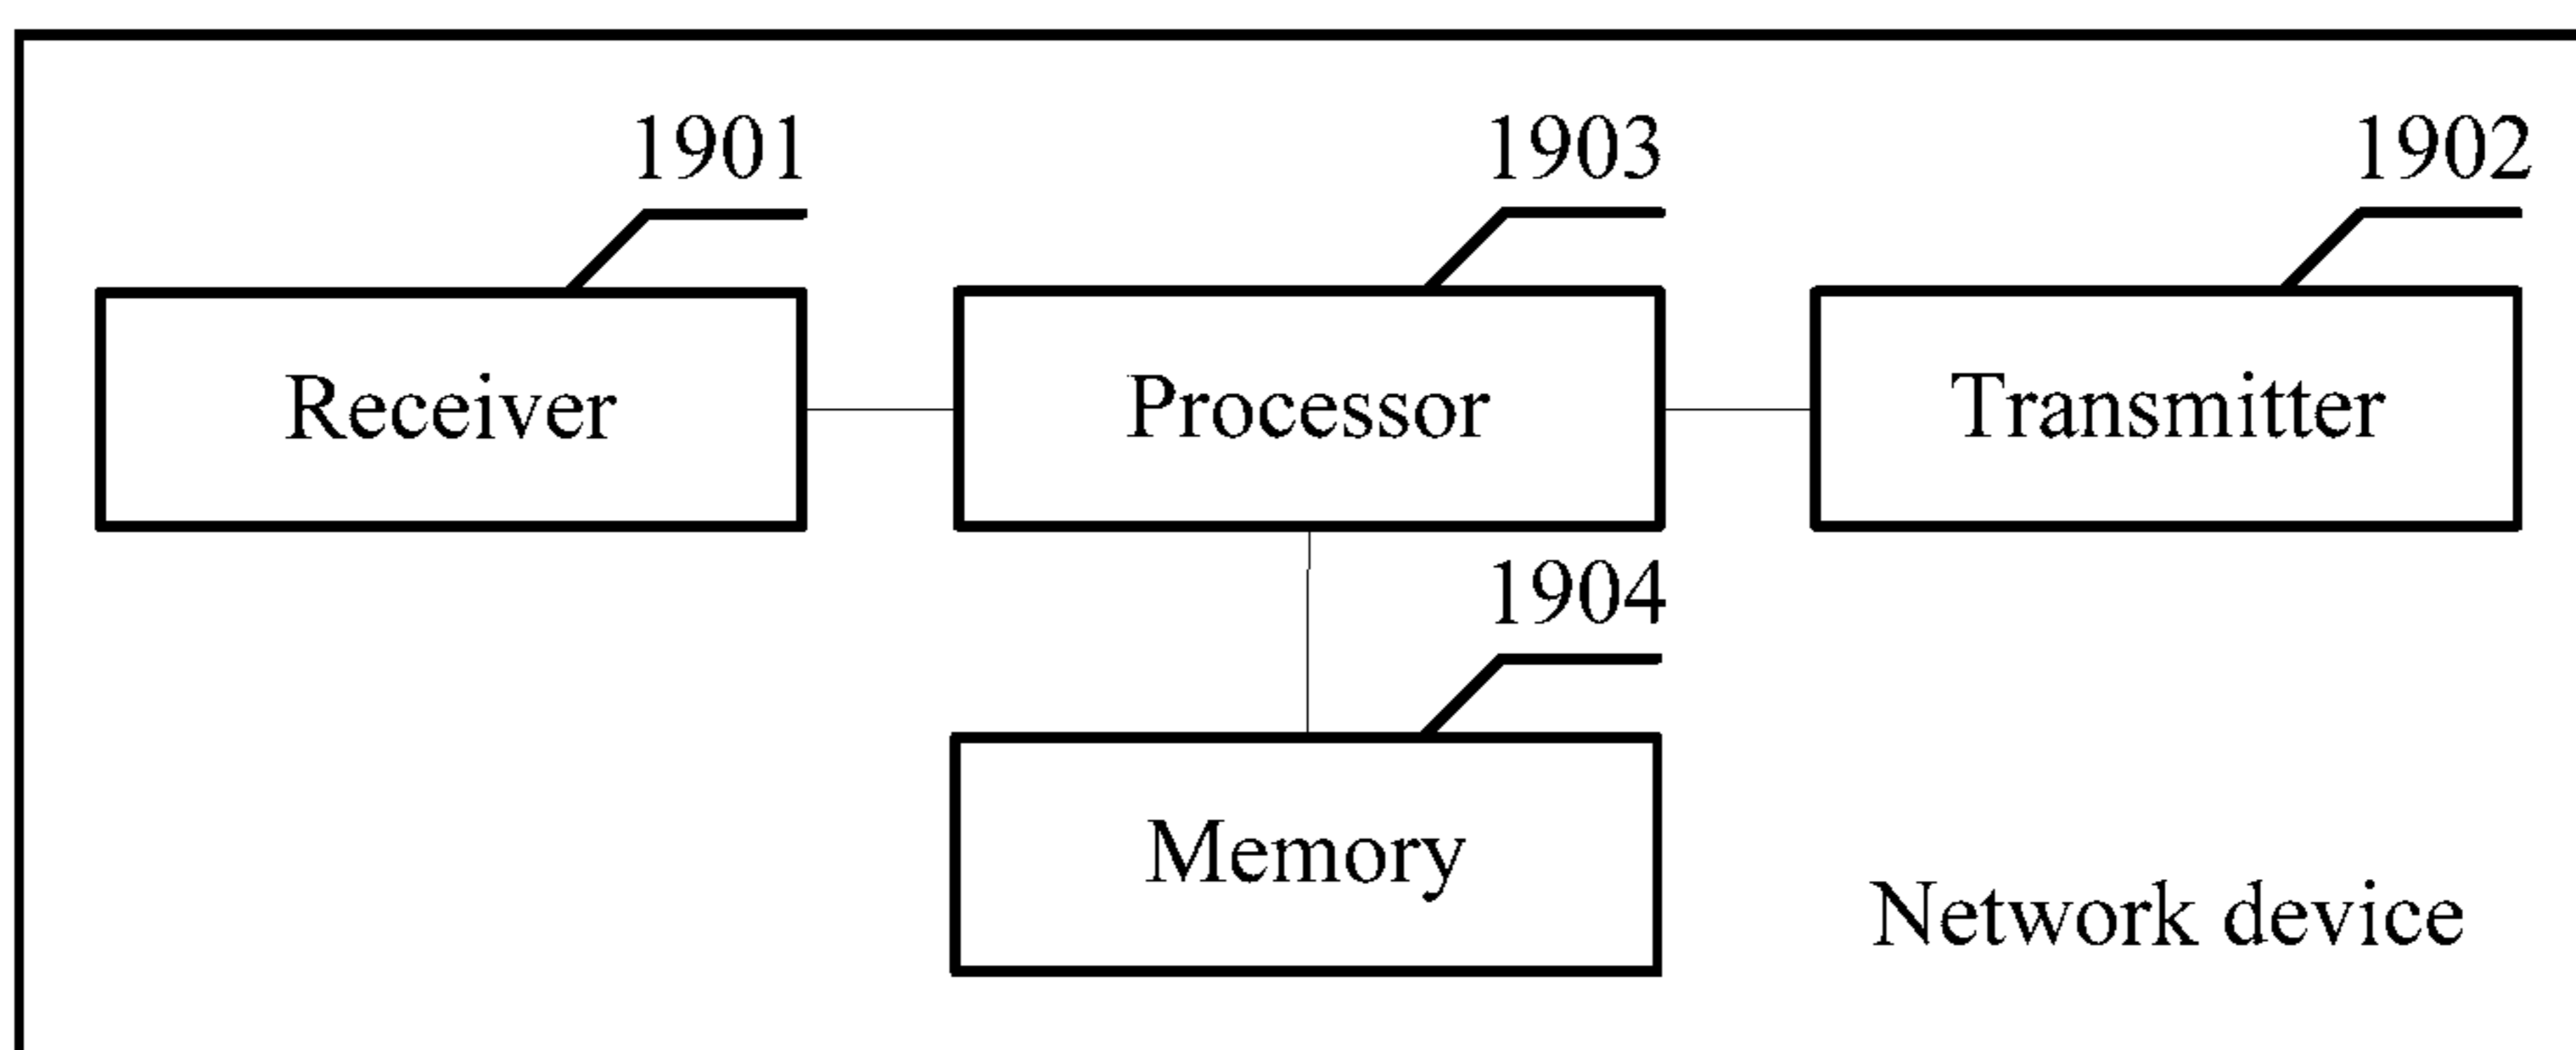 1901
1903
1902
Receiver
Processor
Transmitter
1904
Memory
Network device